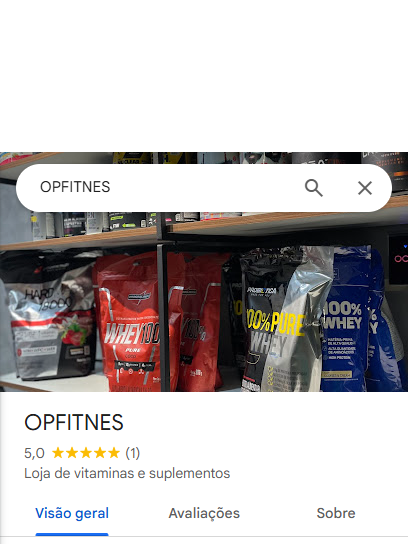 OPFITNES
HARD
WHEY100
PURE
PROBIOTICA
100% PURE
WHEY
100%
WHEY
OPFITNES
5,0 ★★★★★ (1)
Loja de vitaminas e suplementos
Visão geral Avaliações Sobre